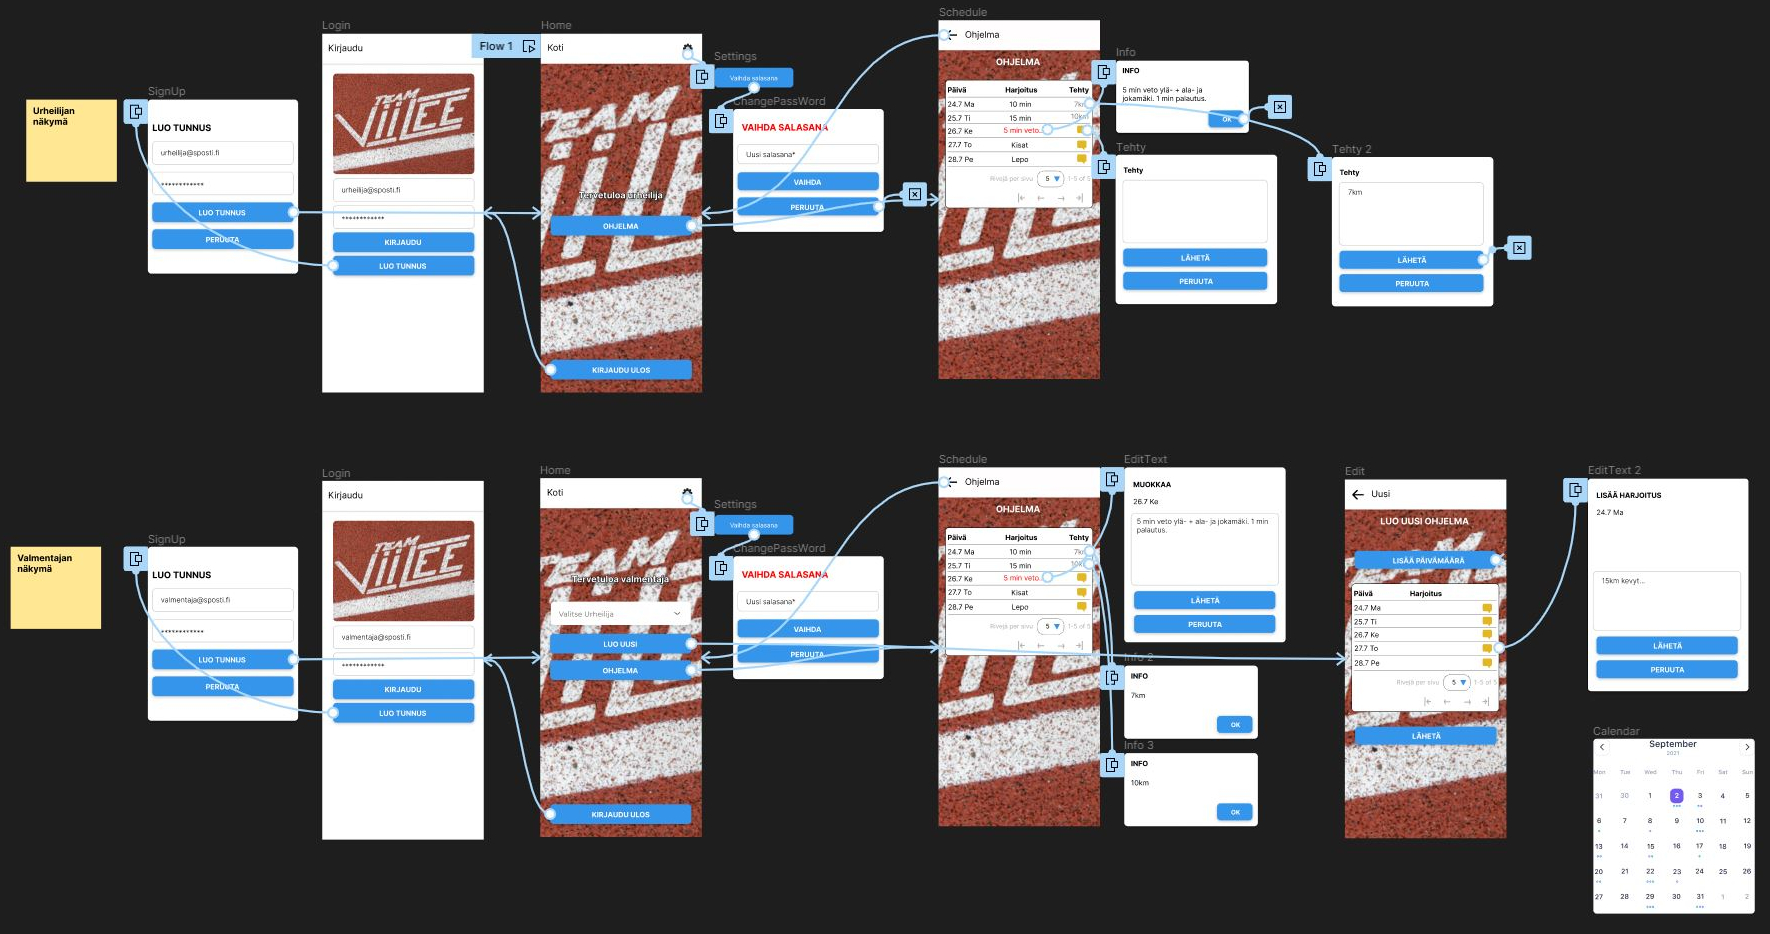 Urheilijan
näkymä
SignUp
LUO TUNNUS
urheilija@sposti.fi
************
LUO TUNNUS
PERUUTA
Login
Kirjaudu
TEAM
VIITEE
urheilija@sposti.fi
************
KIRJAUDU
LUO TUNNUS
Flow 1
Home
Koti
Tervetuloa urheilija
OHJELMA
KIRJAUDU ULOS
Settings
Vaihda salasana
ChangePassWord
VAIHDA SALASANA
Uusi salasana*
VAIHDA
PERUUTA
Schedule
Ohjelma
OHJELMA
Päivä Harjoitus Tehty
24.7 Ma 10 min 7km
25.7 Ti 15 min 10km
26.7 Ke 5 min veto..
27.7 To Kisat
28.7 Pe Lepo
Rivejä per sivu 5 1-5 of 5
Info
INFO
5 min veto ylä- + ala- ja
jokamäki. 1 min palautus.
OK
Tehty
Tehty
LÄHETÄ
PERUUTA
Tehty 2
Tehty
7km
LÄHETÄ
PERUUTA
Valmentajan
näkymä
SignUp
LUO TUNNUS
valmentaja@sposti.fi
************
LUO TUNNUS
PERUUTA
Login
Kirjaudu
TEAM
VIITEE
valmentaja@sposti.fi
************
KIRJAUDU
LUO TUNNUS
Home
Koti
Tervetuloa valmentaja
Valitse Urheilija
LUO UUSI
OHJELMA
KIRJAUDU ULOS
Settings
Vaihda salasana
ChangePassWord
VAIHDA SALASANA
Uusi salasana*
VAIHDA
PERUUTA
Schedule
Ohjelma
OHJELMA
Päivä Harjoitus Tehty
24.7 Ma 10 min 7km
25.7 Ti 15 min 10km
26.7 Ke 5 min veto..
27.7 To Kisat
28.7 Pe Lepo
Rivejä per sivu 5 1-5 of 5
EditText
MUOKKAA
26.7 Ke
5 min veto ylä- + ala- ja jokamäki. 1 min
palautus.
LÄHETÄ
PERUUTA
Info 2
INFO
7km
OK
Info 3
INFO
10km
OK
Edit
Uusi
LUO UUSI OHJELMA
LISÄÄ PÄIVÄMÄÄRÄ
Päivä Harjoitus
24.7 Ma
25.7 Ti
26.7 Ke
27.7 To
28.7 Pe
Rivejä per sivu 5 1-5 of 5
LÄHETÄ
EditText 2
LISÄÄ HARJOITUS
24.7 Ma
15km kevyt...
LÄHETÄ
PERUUTA
Calendar
September
2021
Mon Tue Wed Thu Fri Sat Sun
31 30 1 2 3 4 5
6 7 8 9 10 11 12
13 14 15 16 17 18 19
20 21 22 23 24 25 26
27 28 29 30 31 1 2